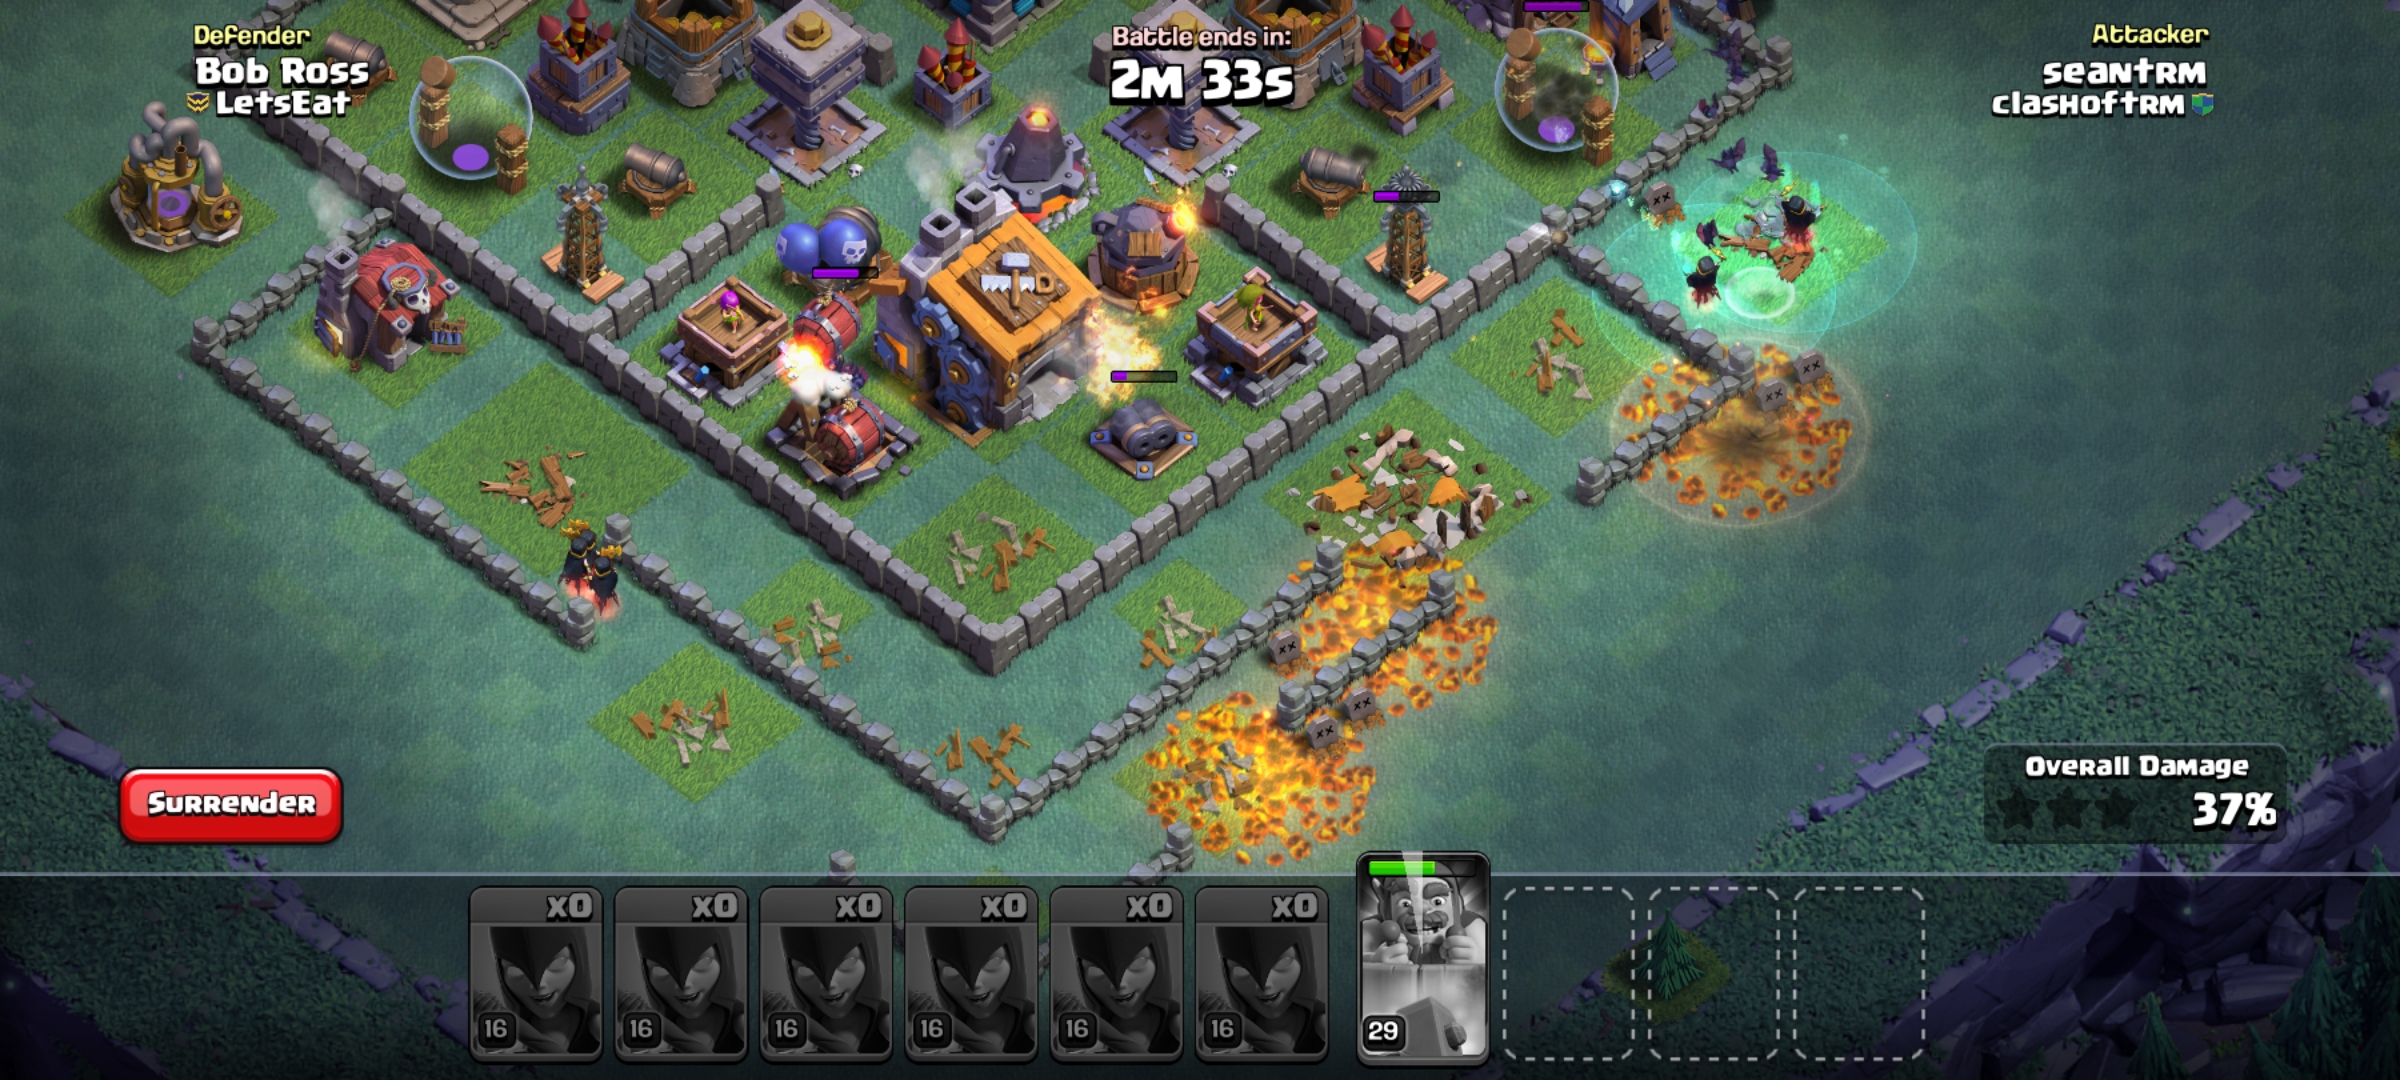 Defender
Bob Ross
LetsEat
Battle ends in:
2M 33s
Attacker
seantRM
clashoftRM
Surrender
Overall Damage
37%
x0
x0
x0
x0
x0
x0
16
16
16
16
16
16
29